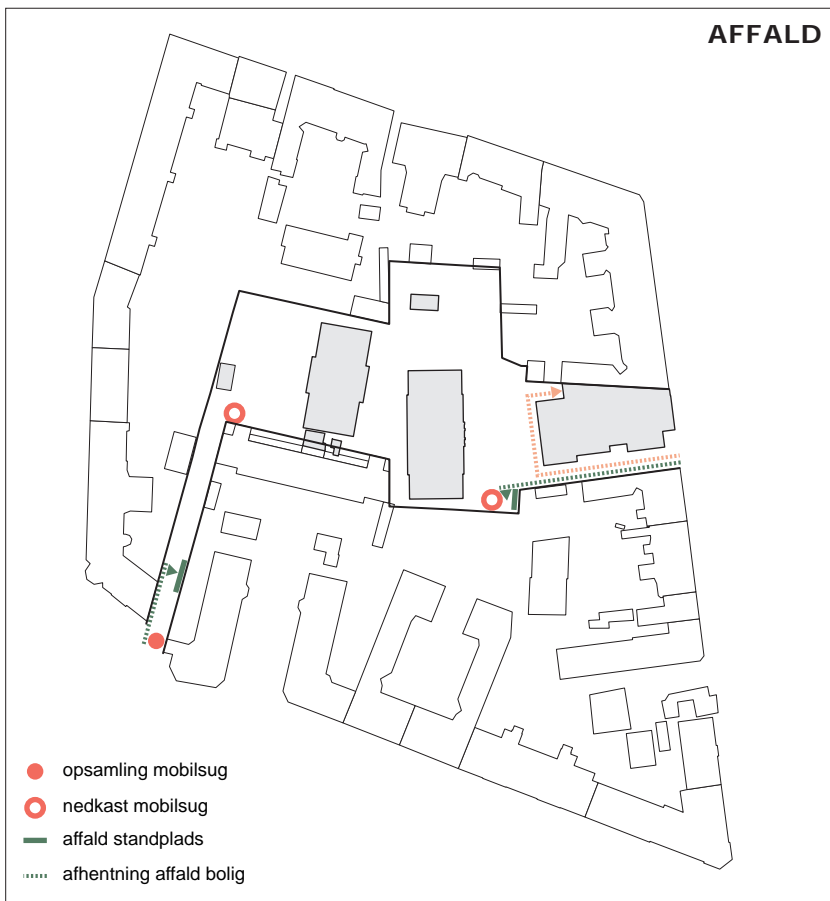 AFFALD
opsamling mobilsug
nedkast mobilsug
affald standplads
afhentning affald bolig